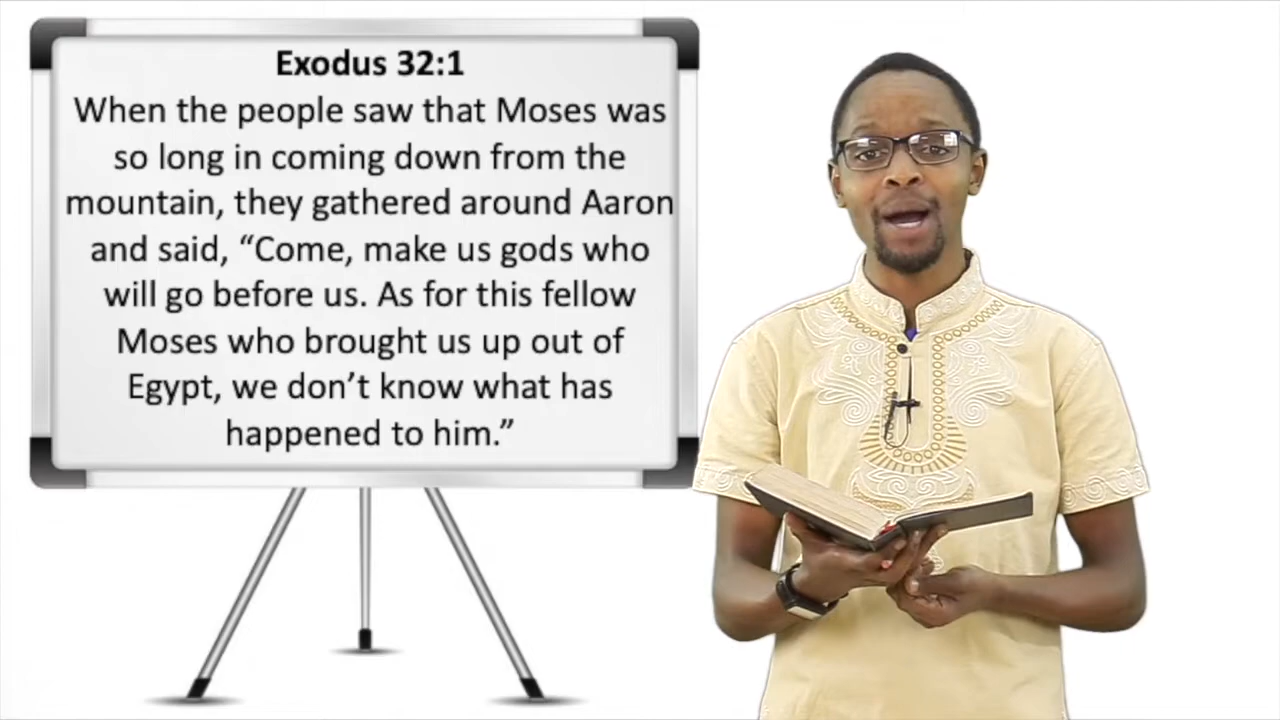 Exodus 32:1
When the people saw that Moses was
so long in coming down from the
mountain, they gathered around Aaron
and said, “Come, make us gods who
will go before us. As for this fellow
Moses who brought us up out of
Egypt, we don’t know what has
happened to him.”